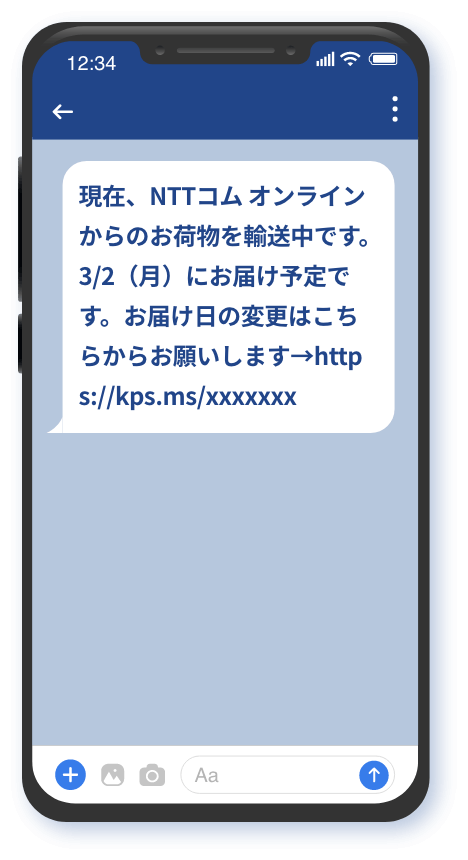 12:34
現在、NTTコム オンライン
からのお荷物を輸送中です。
3/2（月）にお届け予定で
す。お届け日の変更はこち
らからお願いします→http
s://kps.ms/xxxxxxx
Aa